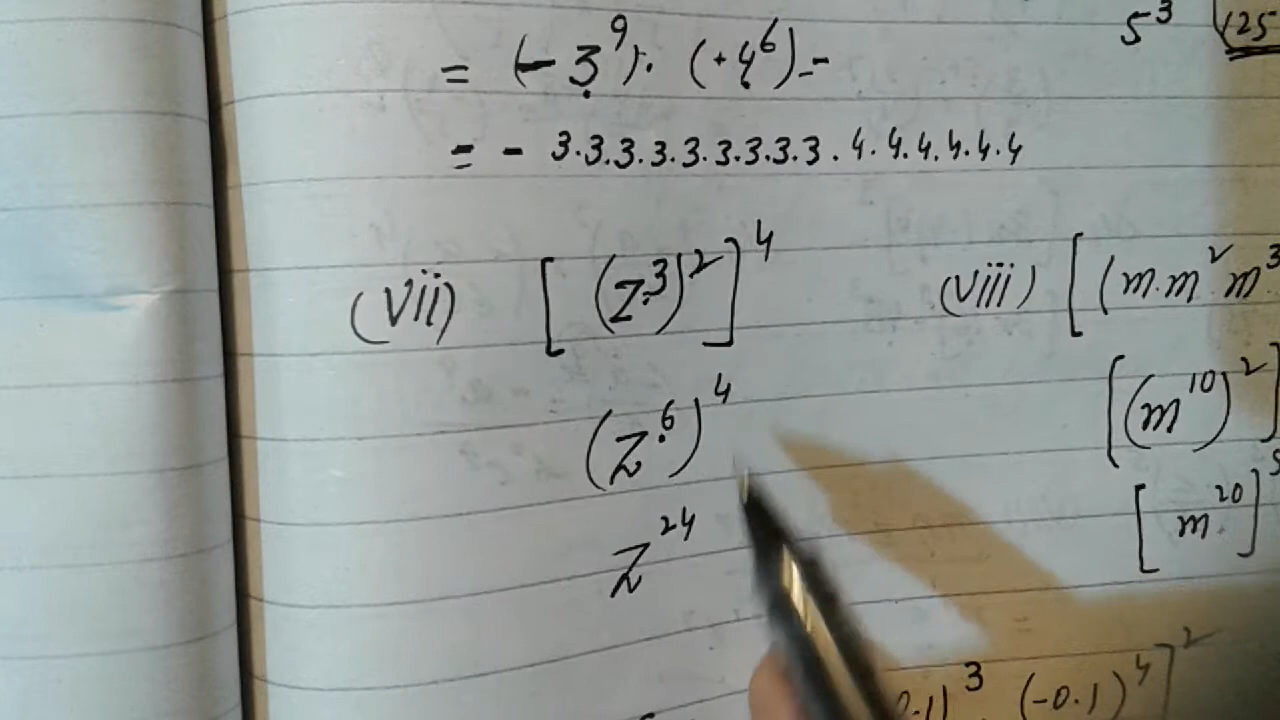 = (-3⁹). (+4⁶) =
5³ 125
= - 3.3.3.3.3.3.3.3.3.4.4.4.4.4.4
(vii) [(z³)²]⁴
(z⁶)⁴
z²⁴
(viii) [(m.m²m³
[(m¹⁰)²]
[m²⁰]⁵
0.1)³. (-0.1)⁴]²